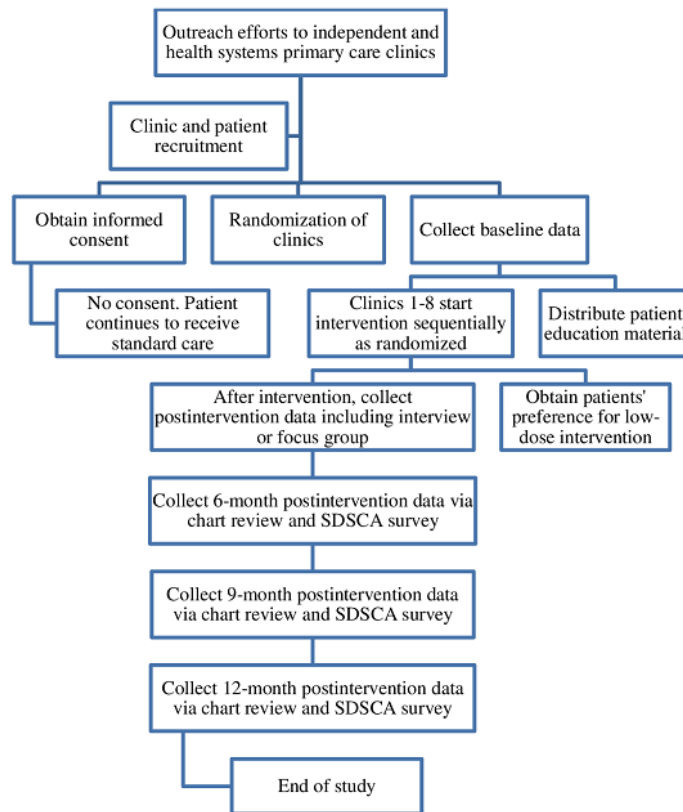 Outreach efforts to independent and
health systems primary care clinics
Clinic and patient
recruitment
Obtain informed
consent
Randomization of
clinics
Collect baseline data
No consent. Patient
continues to receive
standard care
Clinics 1-8 start
intervention sequentially
as randomized
Distribute patient
education material
After intervention, collect
postintervention data including interview
or focus group
Obtain patients'
preference for low-
dose intervention
Collect 6-month postintervention data via
chart review and SDSCA survey
Collect 9-month postintervention data
via chart review and SDSCA survey
Collect 12-month postintervention data
via chart review and SDSCA survey
End of study